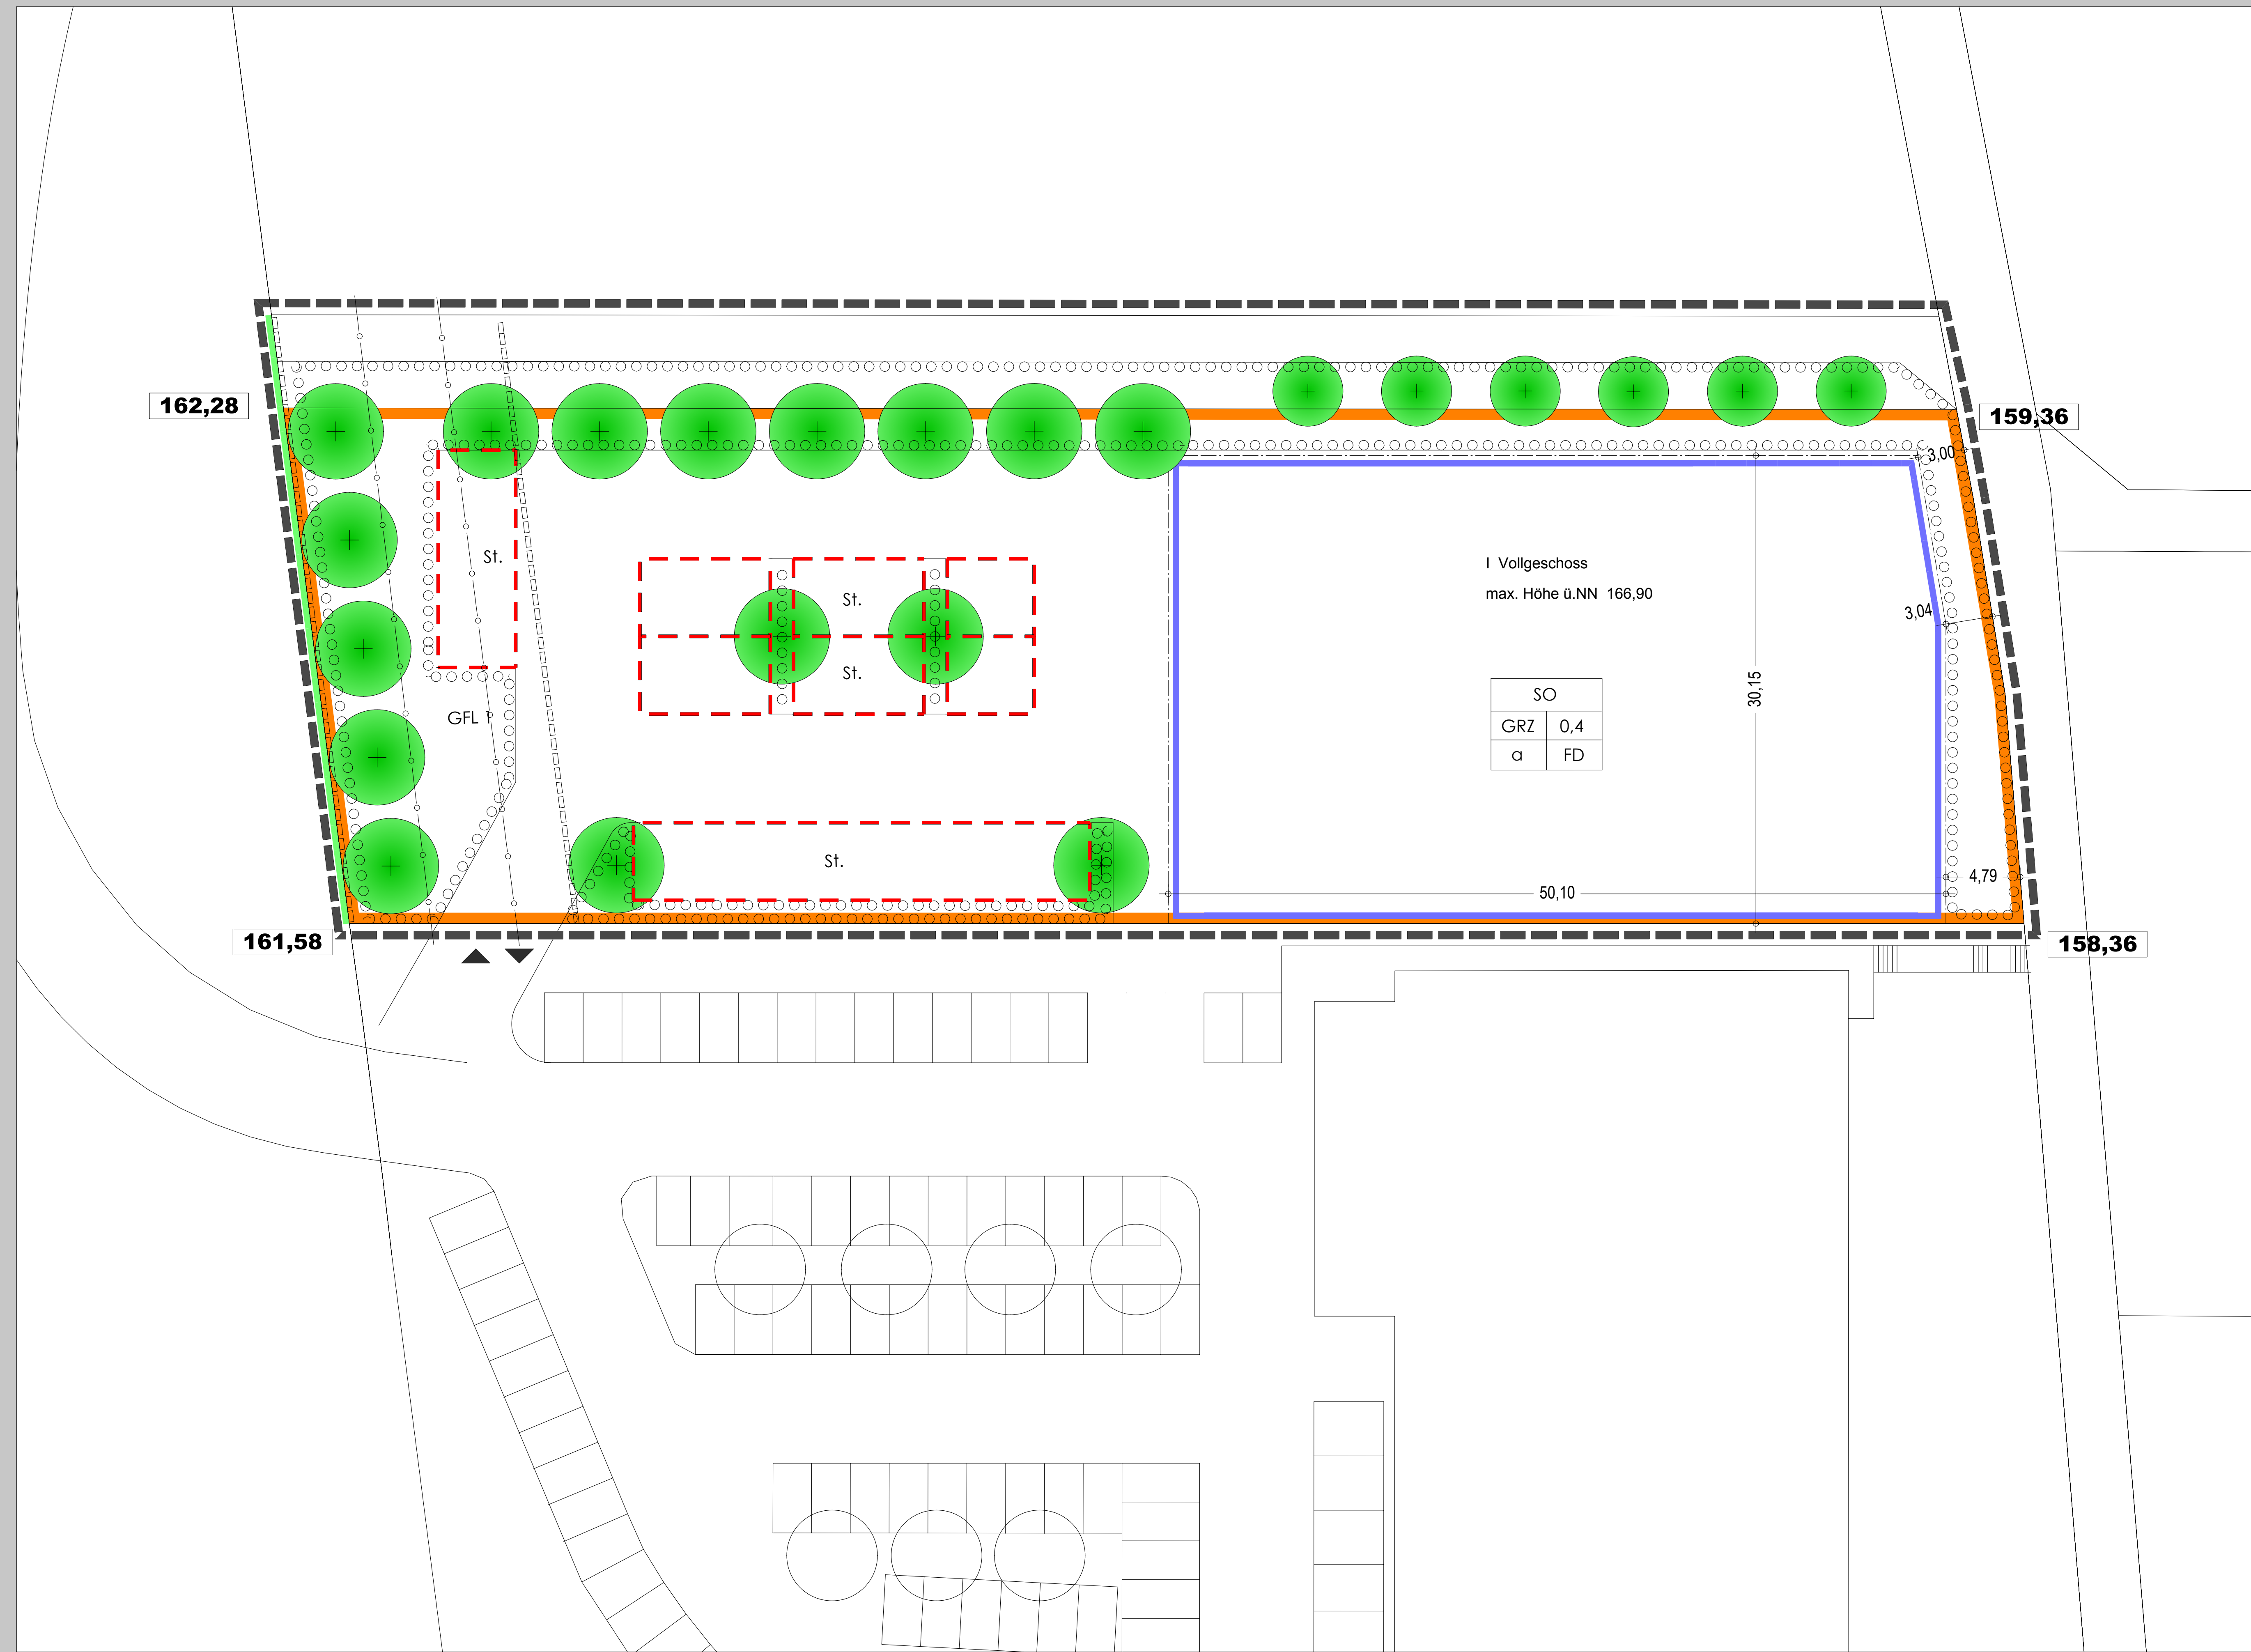 162,28
159,36
3,00
St.
I Vollgeschoss
max. Höhe ü.NN 166,90
St.
3,04
St.
30,15
SO
GRZ 0,4
a FD
GFL 1
St.
4,79
50,10
161,58
158,36